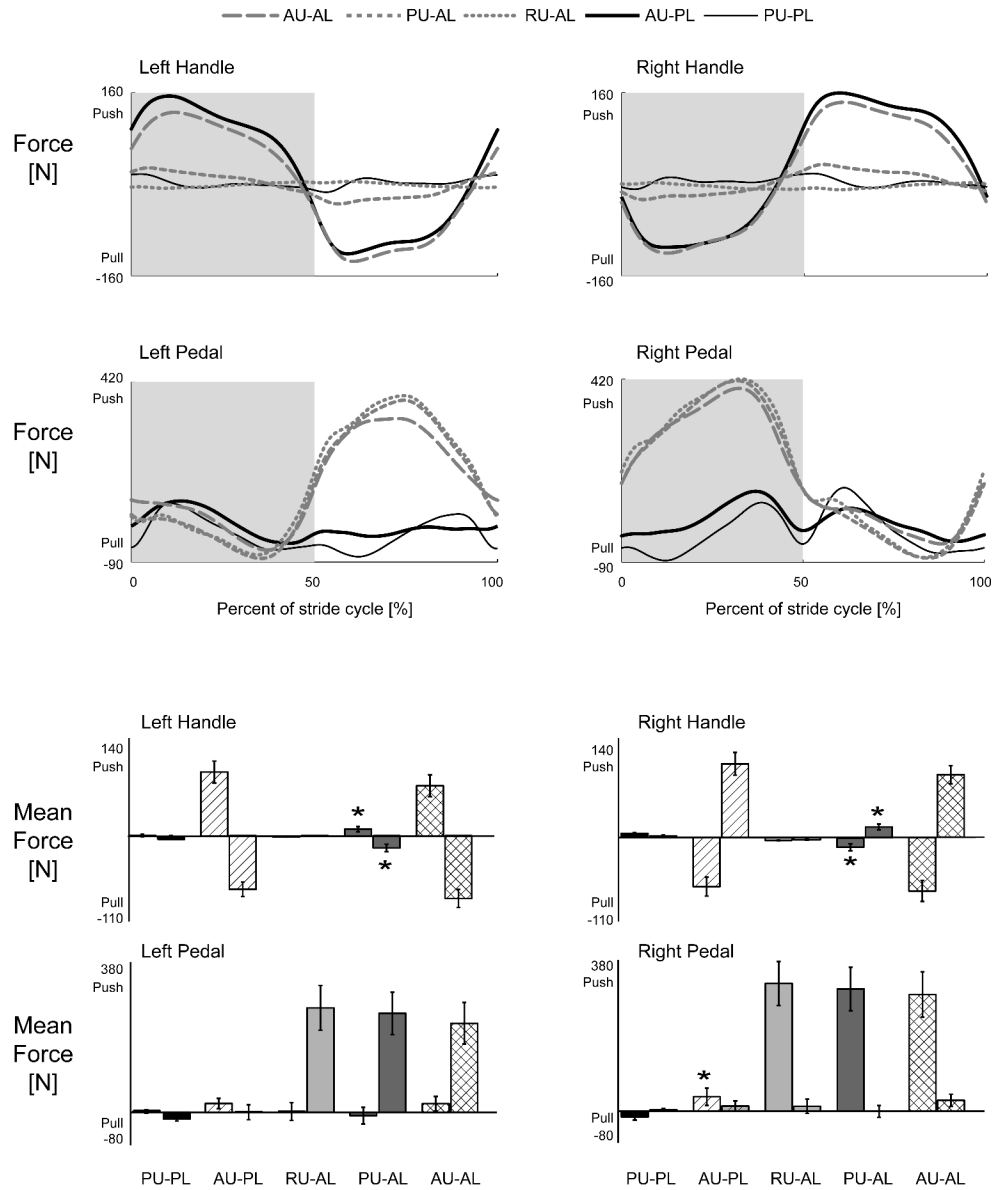 AU-AL PU-AL RU-AL AU-PL PU-PL
Left Handle Right Handle
160 160
Push Push
Force
[N]
Pull Pull
-160 -160
Left Pedal Right Pedal
420 420
Push Push
Force
[N]
Pull Pull
-90 -90
0 50 100 0 50 100
Percent of stride cycle [%] Percent of stride cycle [%]
Left Handle Right Handle
140 140
Push Push
Mean
Force
[N]
* *
* *
Pull Pull
-110 -110
Left Pedal Right Pedal
380 380
Push Push
Mean
Force
[N]
*
Pull Pull
-80 -80
PU-PL AU-PL RU-AL PU-AL AU-AL PU-PL AU-PL RU-AL PU-AL AU-AL